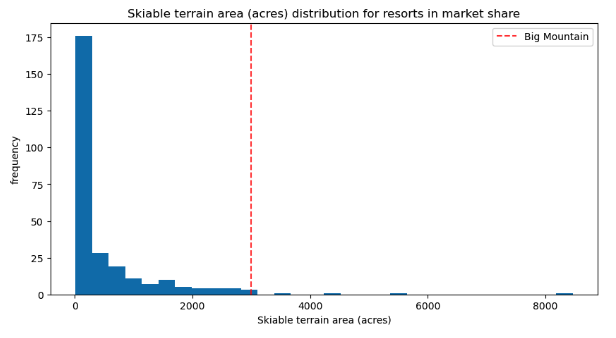 Skiable terrain area (acres) distribution for resorts in market share
Big Mountain
frequency
175
150
125
100
75
50
25
0
0 2000 4000 6000 8000
Skiable terrain area (acres)